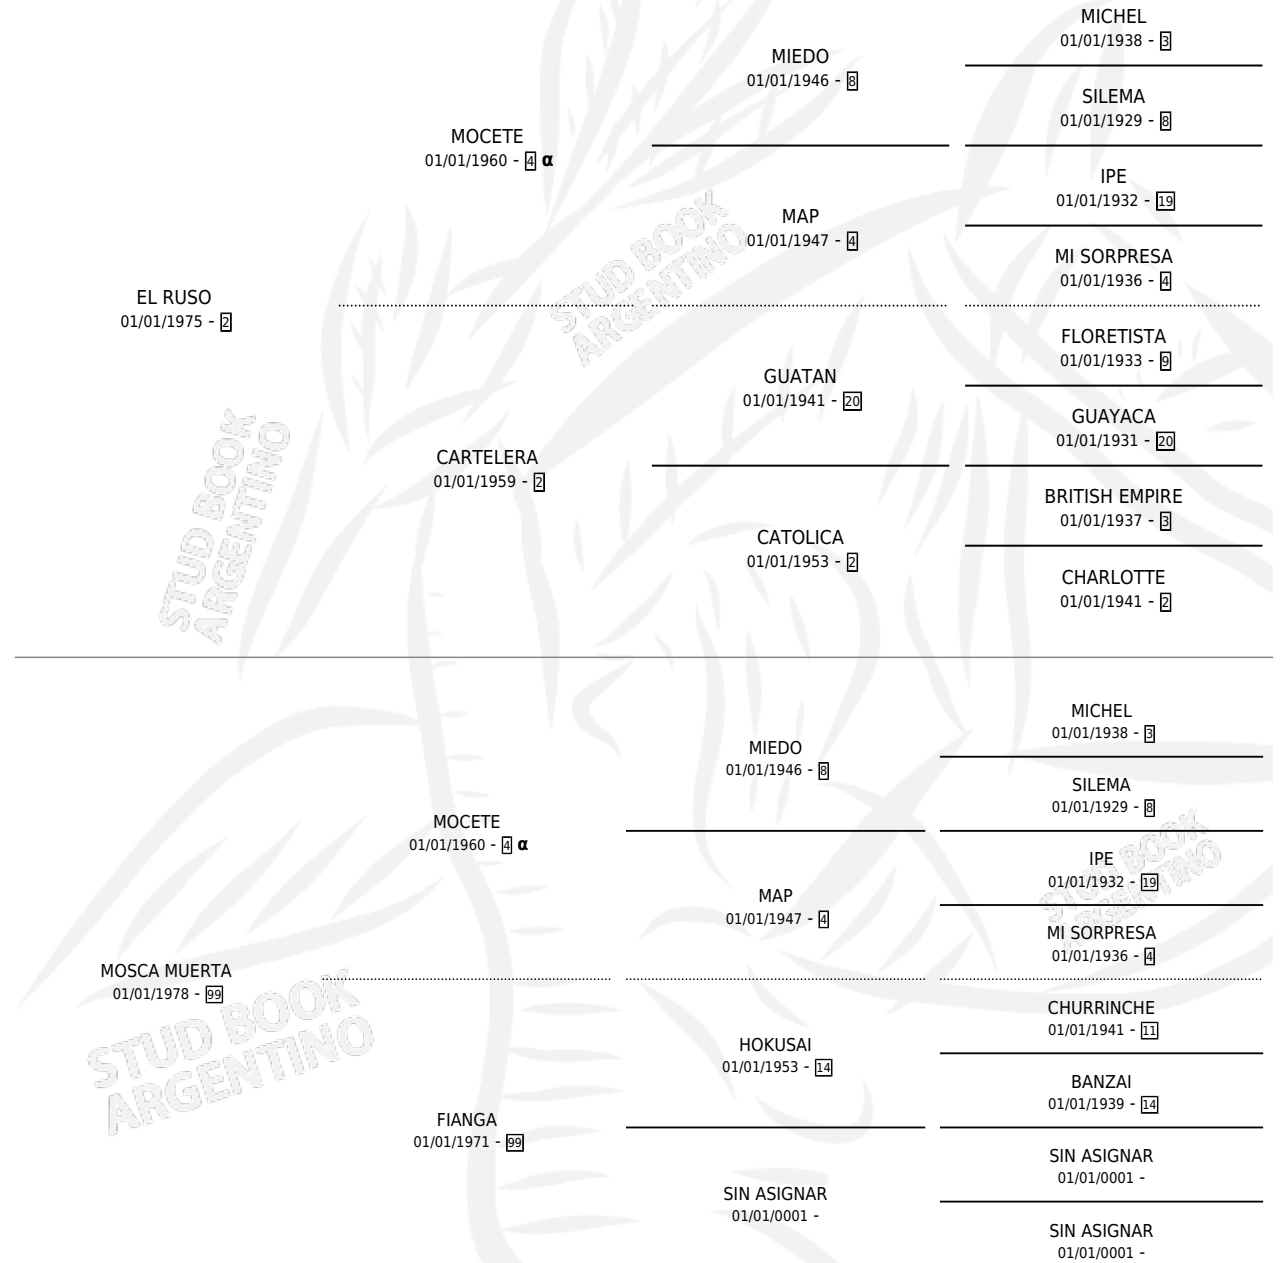 MICHEL
01/01/1938 - 3
MIEDO
01/01/1946 - 8
SILEMA
01/01/1929 - 8
MOCETE
01/01/1960 - 4 α
IPE
01/01/1932 - 19
MAP
01/01/1947 - 4
MI SORPRESA
01/01/1936 - 4
EL RUSO
01/01/1975 - 2
FLORETISTA
01/01/1933 - 9
GUATAN
01/01/1941 - 20
GUAYACA
01/01/1931 - 20
CARTELERA
01/01/1959 - 2
BRITISH EMPIRE
01/01/1937 - 3
CATOLICA
01/01/1953 - 2
CHARLOTTE
01/01/1941 - 2
STUD BOOK
ARGENTINO
STUD BOOK
ARGENTINO
MICHEL
01/01/1938 - 3
MIEDO
01/01/1946 - 8
SILEMA
01/01/1929 - 8
MOCETE
01/01/1960 - 4 α
IPE
01/01/1932 - 19
MAP
01/01/1947 - 4
MI SORPRESA
01/01/1936 - 4
MOSCA MUERTA
01/01/1978 - 99
CHURRINCHE
01/01/1941 - 11
HOKUSAI
01/01/1953 - 14
BANZAI
01/01/1939 - 14
FIANGA
01/01/1971 - 99
SIN ASIGNAR
01/01/0001 -
SIN ASIGNAR
01/01/0001 -
SIN ASIGNAR
01/01/0001 -
STUD BOOK
ARGENTINO
STUD BOOK
ARGENTINO